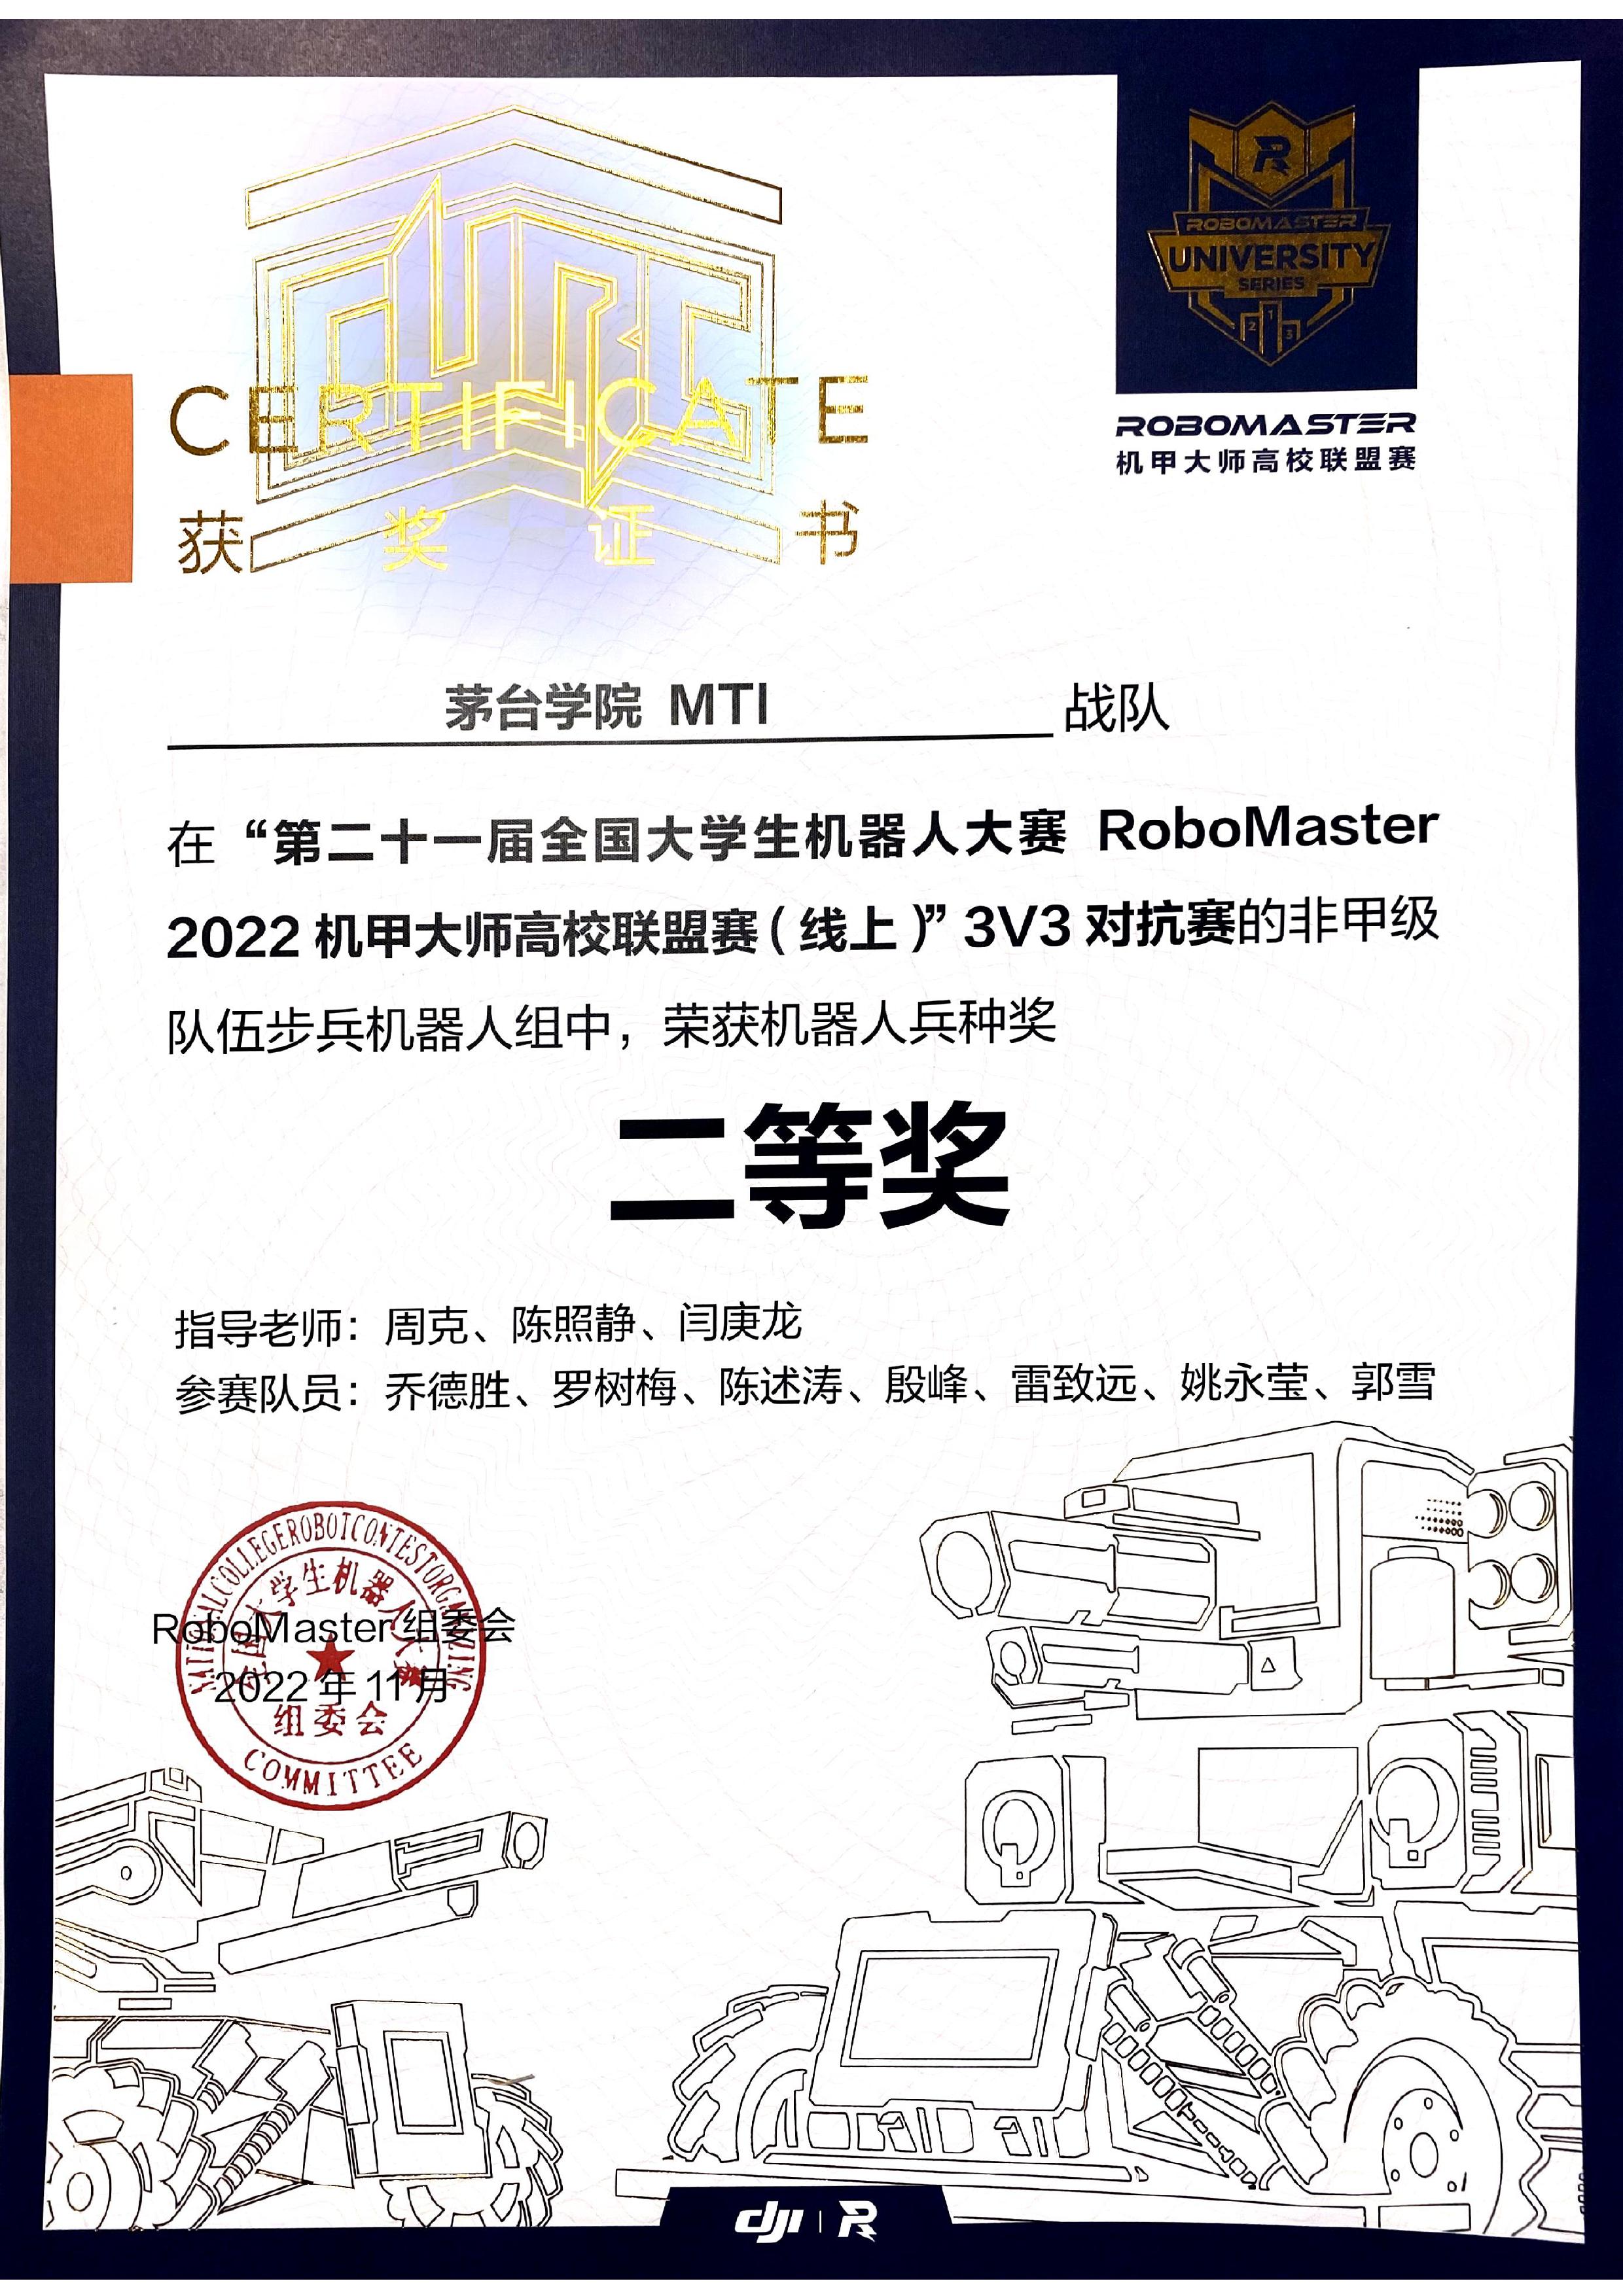 CURC
CERTIFICATE
获奖证书
R
ROBOMASTER
UNIVERSITY
SERIES
2 1 3
ROBOMASTER
机甲大师高校联盟赛
茅台学院 MTI 战队
在“第二十一届全国大学生机器人大赛 RoboMaster
2022 机甲大师高校联盟赛（线上）”3V3 对抗赛的非甲级
队伍步兵机器人组中，荣获机器人兵种奖
二等奖
指导老师：周克、陈照静、闫庚龙
参赛队员：乔德胜、罗树梅、陈述涛、殷峰、雷致远、姚永莹、郭雪
NATIONALCOLLEGEROBOTCONTESTORGANIZING
全国大学生机器人大赛
RoboMaster 组委会
2022 年 11 月
组委会
COMMITTEE
dji R